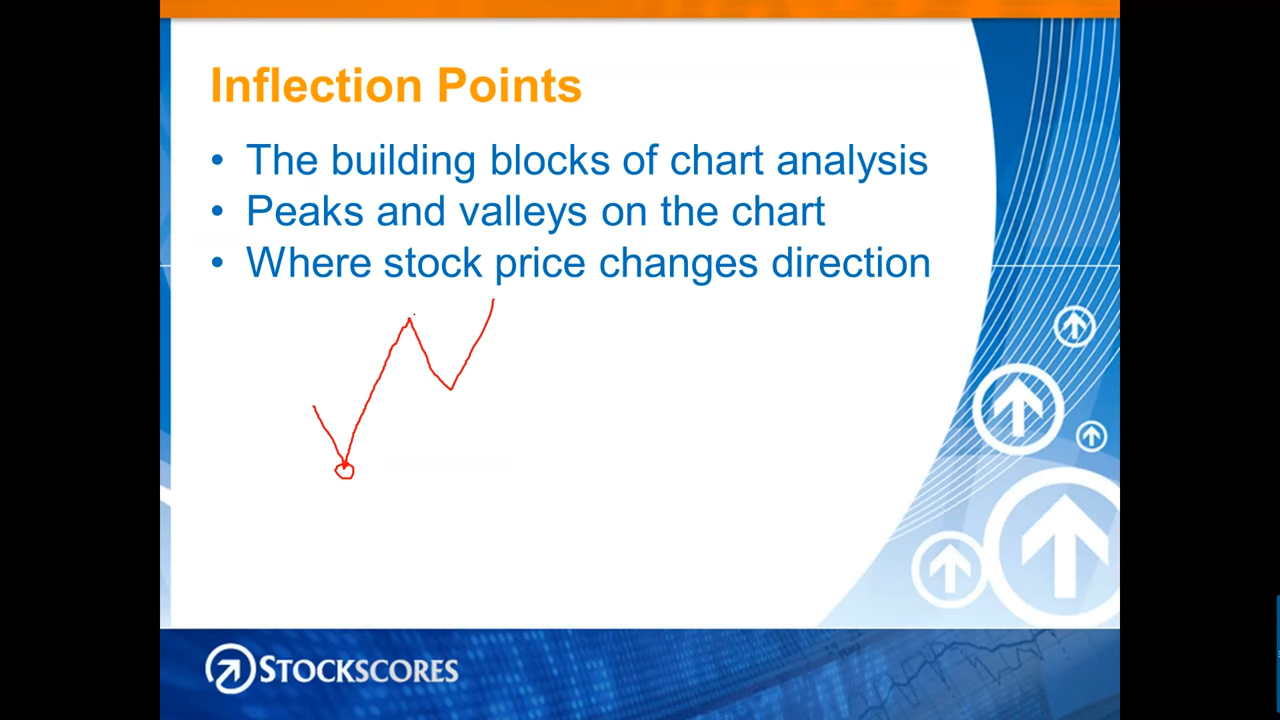 Inflection Points
• The building blocks of chart analysis
• Peaks and valleys on the chart
• Where stock price changes direction
STOCKSCORES